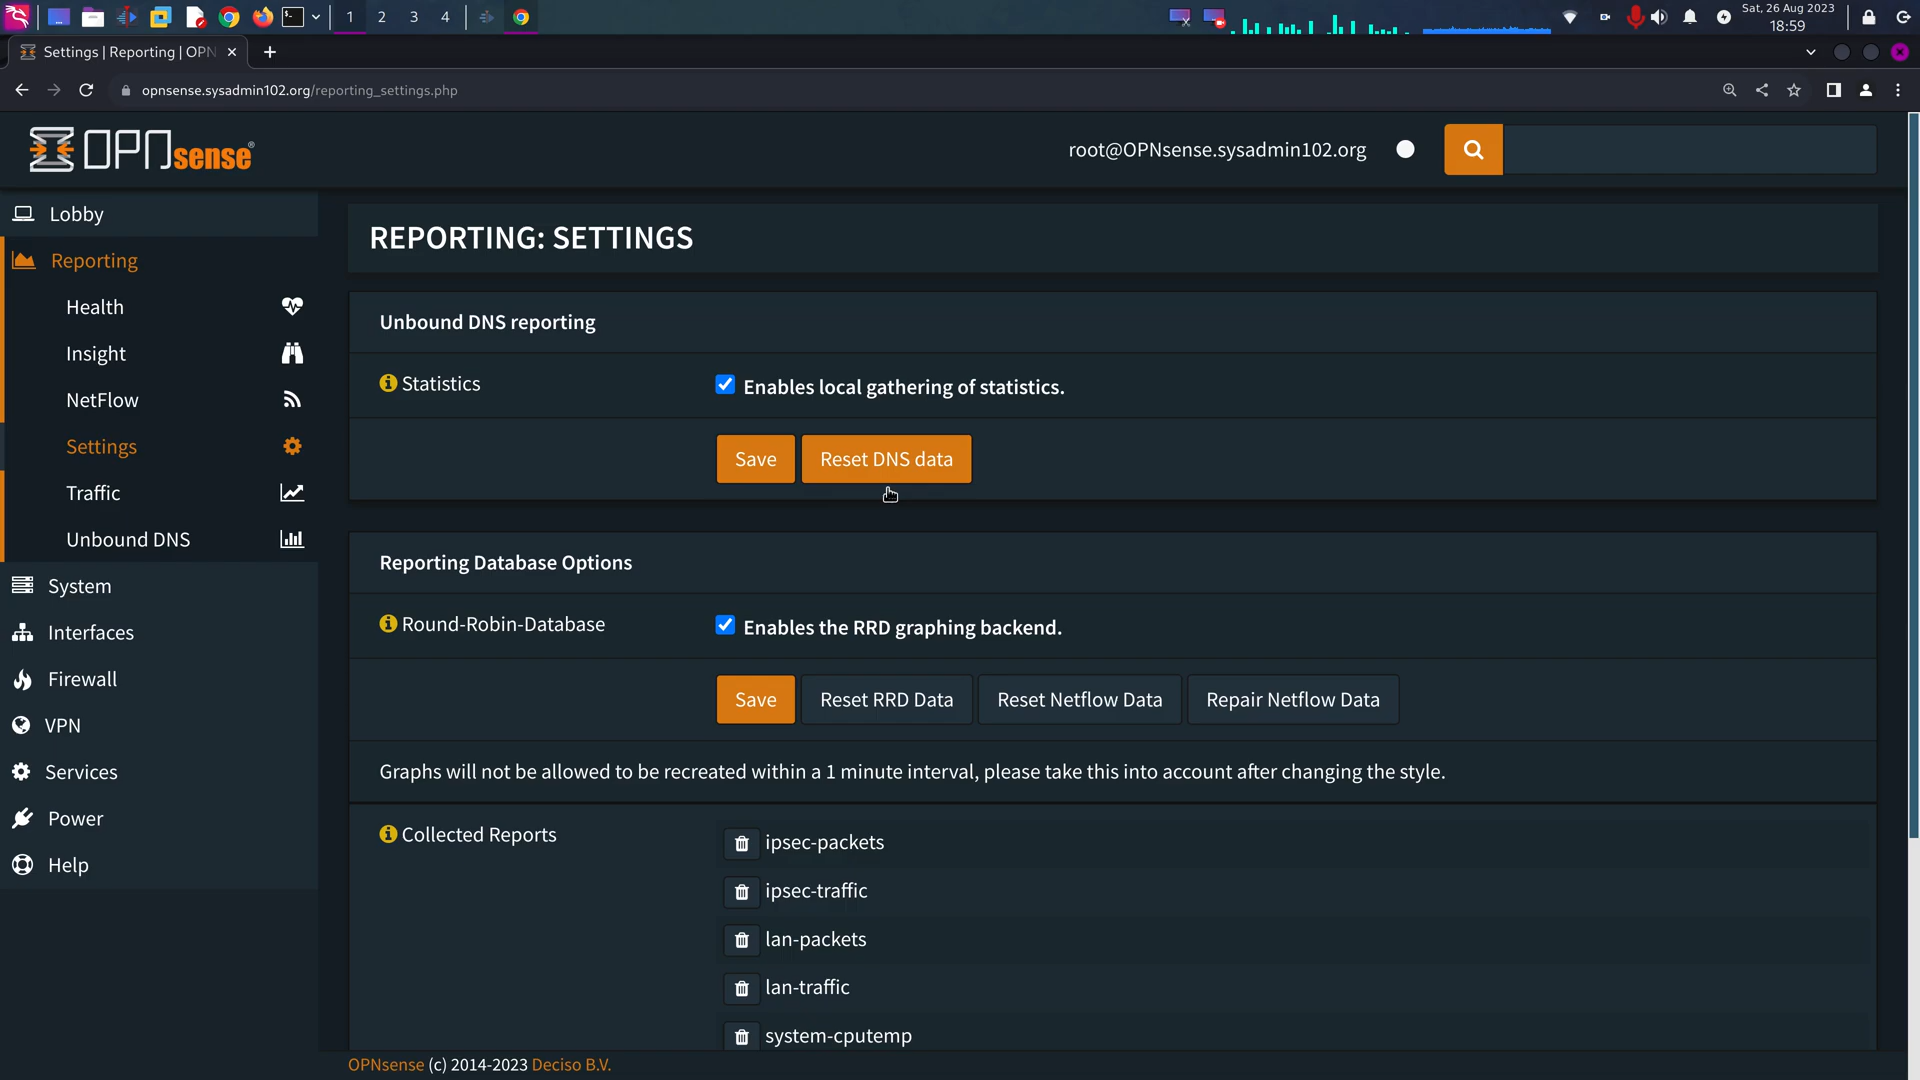 1 2 3 4
Sat, 26 Aug 2023
18:59
Settings | Reporting | OPN
opnsense.sysadmin102.org/reporting_settings.php
OPNsense®
root@OPNsense.sysadmin102.org
Lobby
Reporting
Health
Insight
NetFlow
Settings
Traffic
Unbound DNS
System
Interfaces
Firewall
VPN
Services
Power
Help
REPORTING: SETTINGS
Unbound DNS reporting
Statistics
Enables local gathering of statistics.
Save Reset DNS data
Reporting Database Options
Round-Robin-Database
Enables the RRD graphing backend.
Save Reset RRD Data Reset Netflow Data Repair Netflow Data
Graphs will not be allowed to be recreated within a 1 minute interval, please take this into account after changing the style.
Collected Reports
ipsec-packets
ipsec-traffic
lan-packets
lan-traffic
system-cputemp
OPNsense (c) 2014-2023 Deciso B.V.